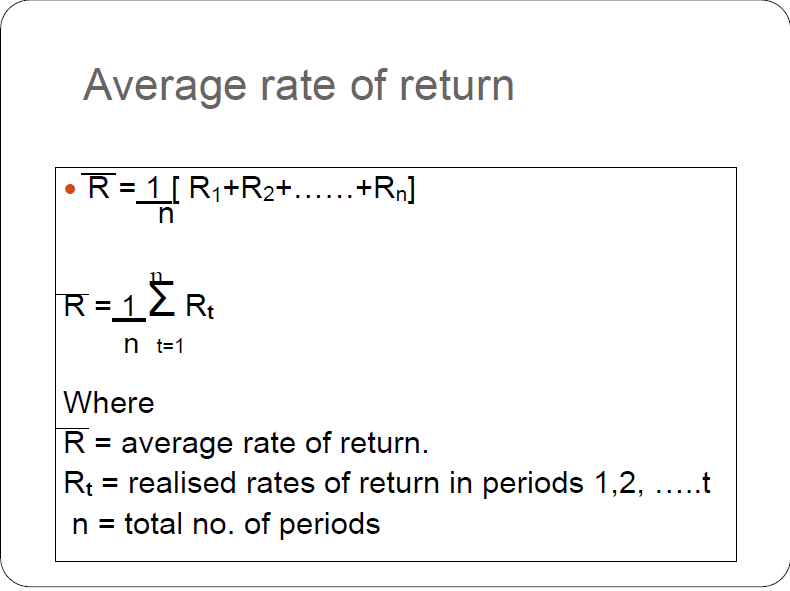 Average rate of return
• R̅ = 1 [ R₁+R₂+……+Rₙ]
n
n
R̅ = 1 Σ Rₜ
n t=1
Where
R̅ = average rate of return.
Rₜ = realised rates of return in periods 1,2, …..t
n = total no. of periods